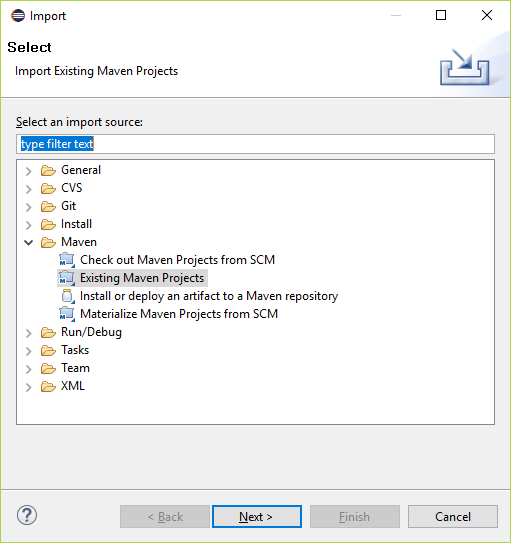 Import
Select
Import Existing Maven Projects
Select an import source:
type filter text
General
CVS
Git
Install
Maven
Check out Maven Projects from SCM
Existing Maven Projects
Install or deploy an artifact to a Maven repository
Materialize Maven Projects from SCM
Run/Debug
Tasks
Team
XML
? < Back Next > Finish Cancel